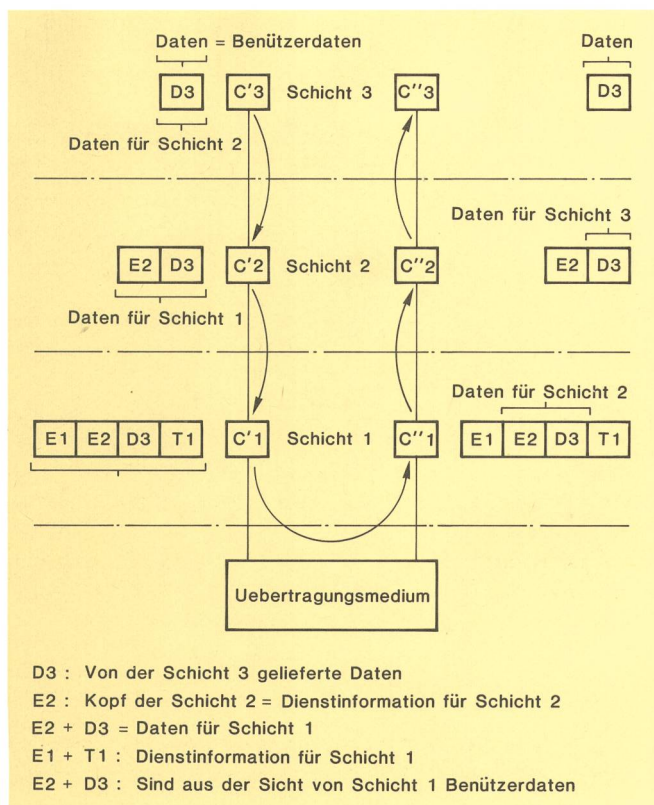 Daten = Benützerdaten
Daten
D3
C'3
Schicht 3
C''3
D3
Daten für Schicht 2
Daten für Schicht 3
E2
D3
C'2
Schicht 2
C''2
E2
D3
Daten für Schicht 1
Daten für Schicht 2
E1
E2
D3
T1
C'1
Schicht 1
C''1
E1
E2
D3
T1
Uebertragungsmedium
D3 : Von der Schicht 3 gelieferte Daten
E2 : Kopf der Schicht 2 = Dienstinformation für Schicht 2
E2 + D3 = Daten für Schicht 1
E1 + T1 : Dienstinformation für Schicht 1
E2 + D3 : Sind aus der Sicht von Schicht 1 Benützerdaten